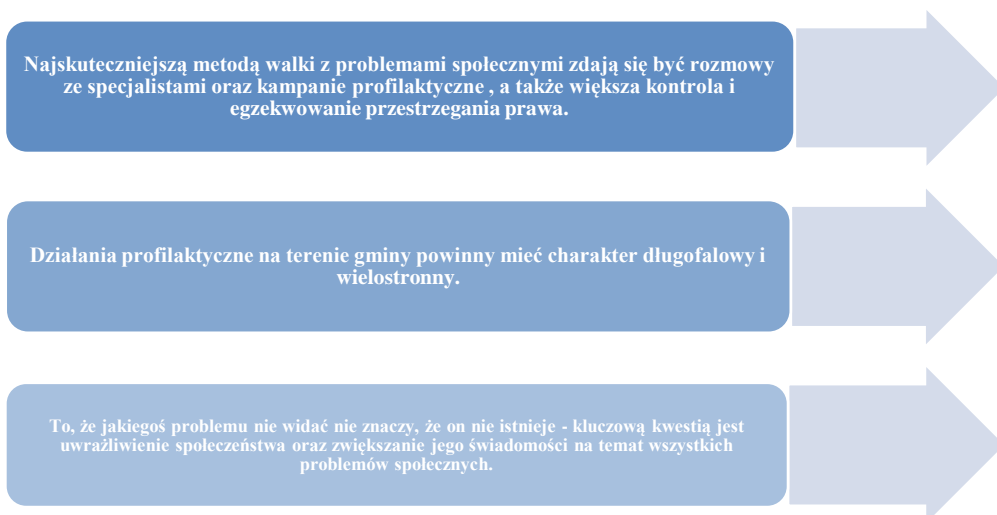 Najskuteczniejszą metodą walki z problemami społecznymi zdają się być rozmowy
ze specjalistami oraz kampanie profilaktyczne , a także większa kontrola i
egzekwowanie przestrzegania prawa.
Działania profilaktyczne na terenie gminy powinny mieć charakter długofalowy i
wielostronny.
To, że jakiegoś problemu nie widać nie znaczy, że on nie istnieje - kluczową kwestią jest
uwrażliwienie społeczeństwa oraz zwiększanie jego świadomości na temat wszystkich
problemów społecznych.